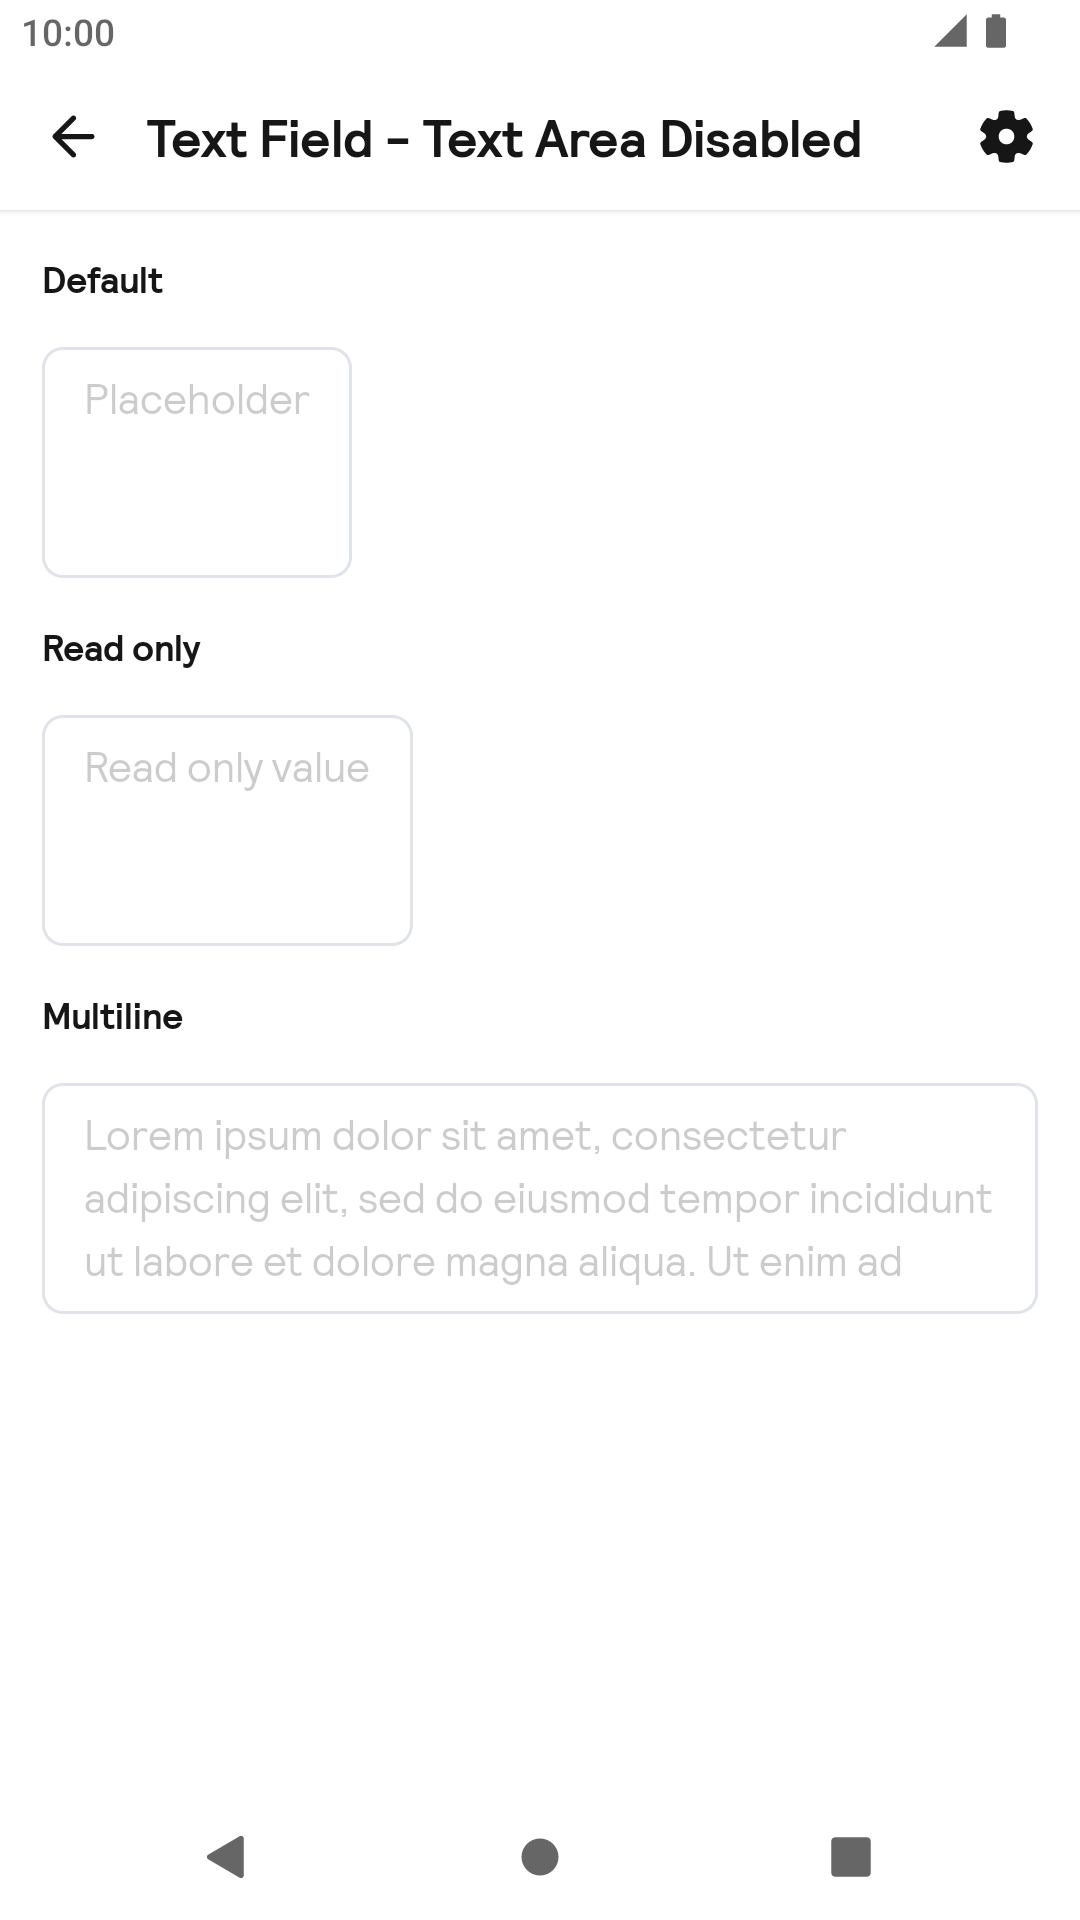 10:00
Text Field - Text Area Disabled
Default
Placeholder
Read only
Read only value
Multiline
Lorem ipsum dolor sit amet, consectetur
adipiscing elit, sed do eiusmod tempor incididunt
ut labore et dolore magna aliqua. Ut enim ad